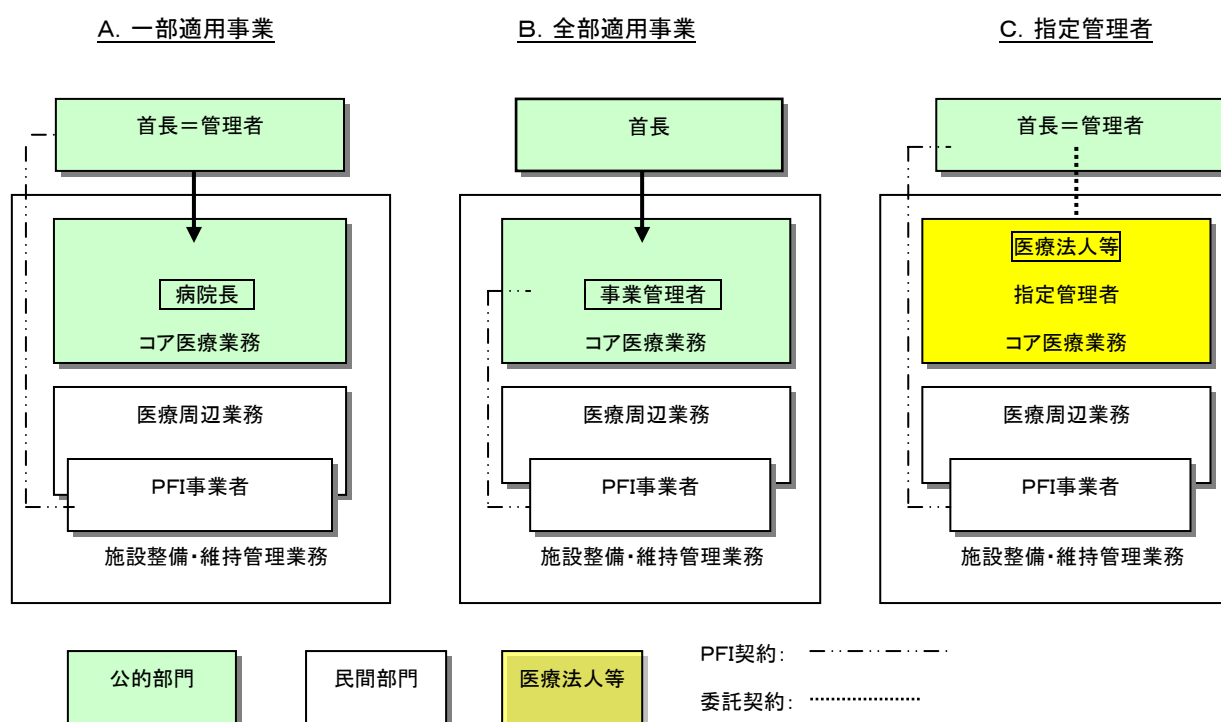 A．一部適用事業
首長＝管理者
病院長
コア医療業務
医療周辺業務
PFI事業者
施設整備・維持管理業務
B．全部適用事業
首長
事業管理者
コア医療業務
医療周辺業務
PFI事業者
施設整備・維持管理業務
C．指定管理者
首長＝管理者
医療法人等
指定管理者
コア医療業務
医療周辺業務
PFI事業者
施設整備・維持管理業務
公的部門
民間部門
医療法人等
PFI契約：
委託契約：